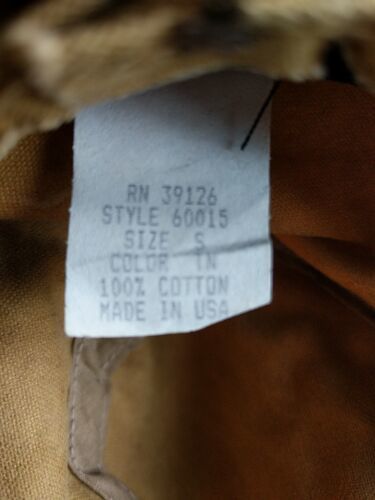 RN 39126
STYLE 60015
SIZE S
COLOR TN
100% COTTON
MADE IN USA